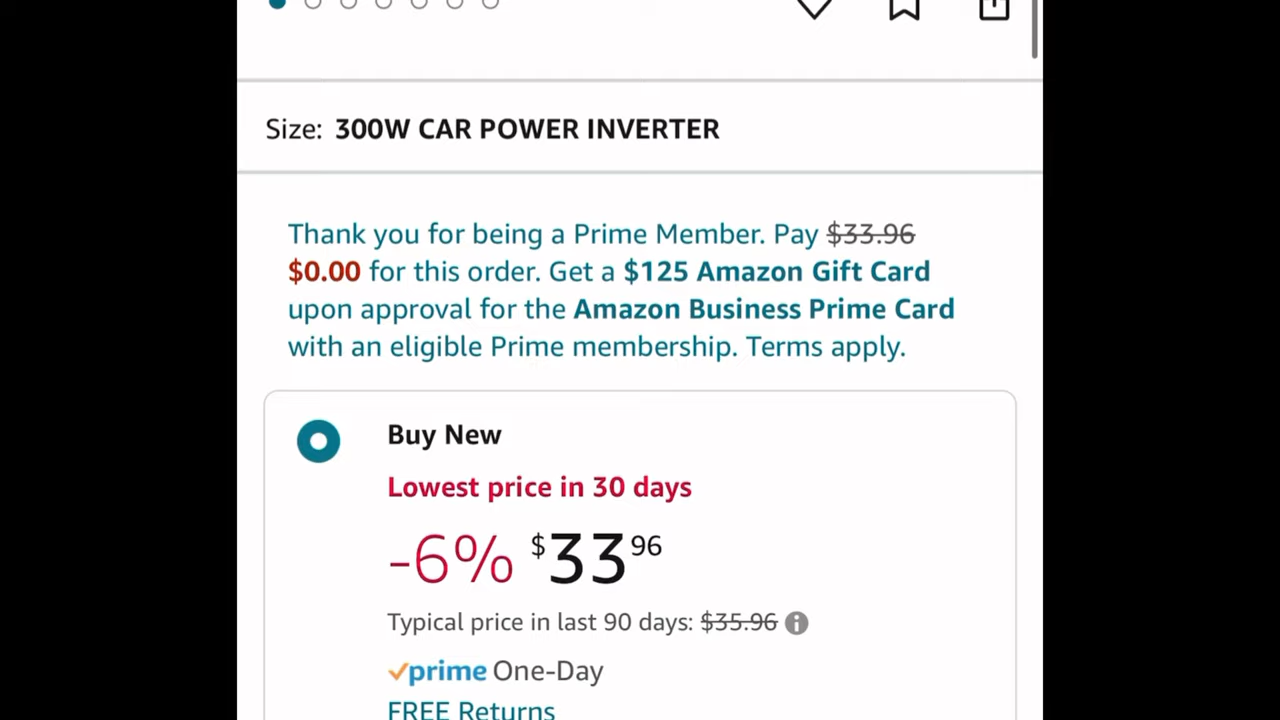 Size: 300W CAR POWER INVERTER
Thank you for being a Prime Member. Pay $33.96
$0.00 for this order. Get a $125 Amazon Gift Card
upon approval for the Amazon Business Prime Card
with an eligible Prime membership. Terms apply.
Buy New
Lowest price in 30 days
-6% $33 96
Typical price in last 90 days: $35.96
prime One-Day
FREE Returns